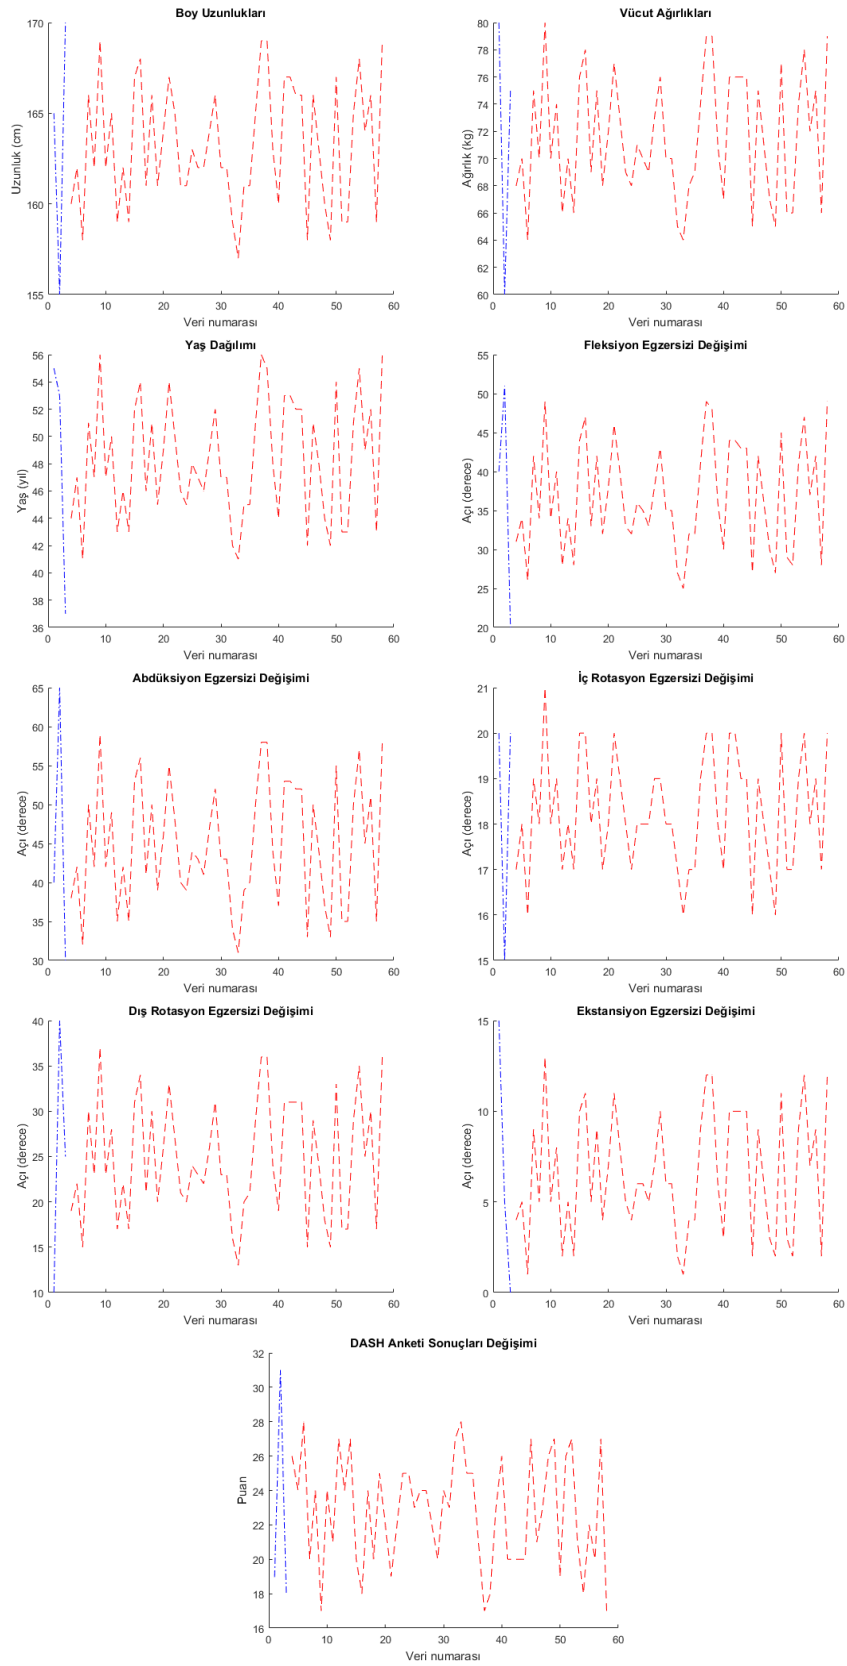 Boy Uzunlukları
170
165
160
155
Uzunluk (cm)
0 10 20 30 40 50 60
Veri numarası
Vücut Ağırlıkları
80
78
76
74
72
70
68
66
64
62
60
Ağırlık (kg)
0 10 20 30 40 50 60
Veri numarası
Yaş Dağılımı
56
54
52
50
48
46
44
42
40
38
36
Yaş (yıl)
0 10 20 30 40 50 60
Veri numarası
Fleksiyon Egzersizi Değişimi
55
50
45
40
35
30
25
20
Açı (derece)
0 10 20 30 40 50 60
Veri numarası
Abdüksiyon Egzersizi Değişimi
65
60
55
50
45
40
35
30
Açı (derece)
0 10 20 30 40 50 60
Veri numarası
İç Rotasyon Egzersizi Değişimi
21
20
19
18
17
16
15
Açı (derece)
0 10 20 30 40 50 60
Veri numarası
Dış Rotasyon Egzersizi Değişimi
40
35
30
25
20
15
10
Açı (derece)
0 10 20 30 40 50 60
Veri numarası
Ekstansiyon Egzersizi Değişimi
15
10
5
0
Açı (derece)
0 10 20 30 40 50 60
Veri numarası
DASH Anketi Sonuçları Değişimi
32
30
28
26
24
22
20
18
16
Puan
0 10 20 30 40 50 60
Veri numarası